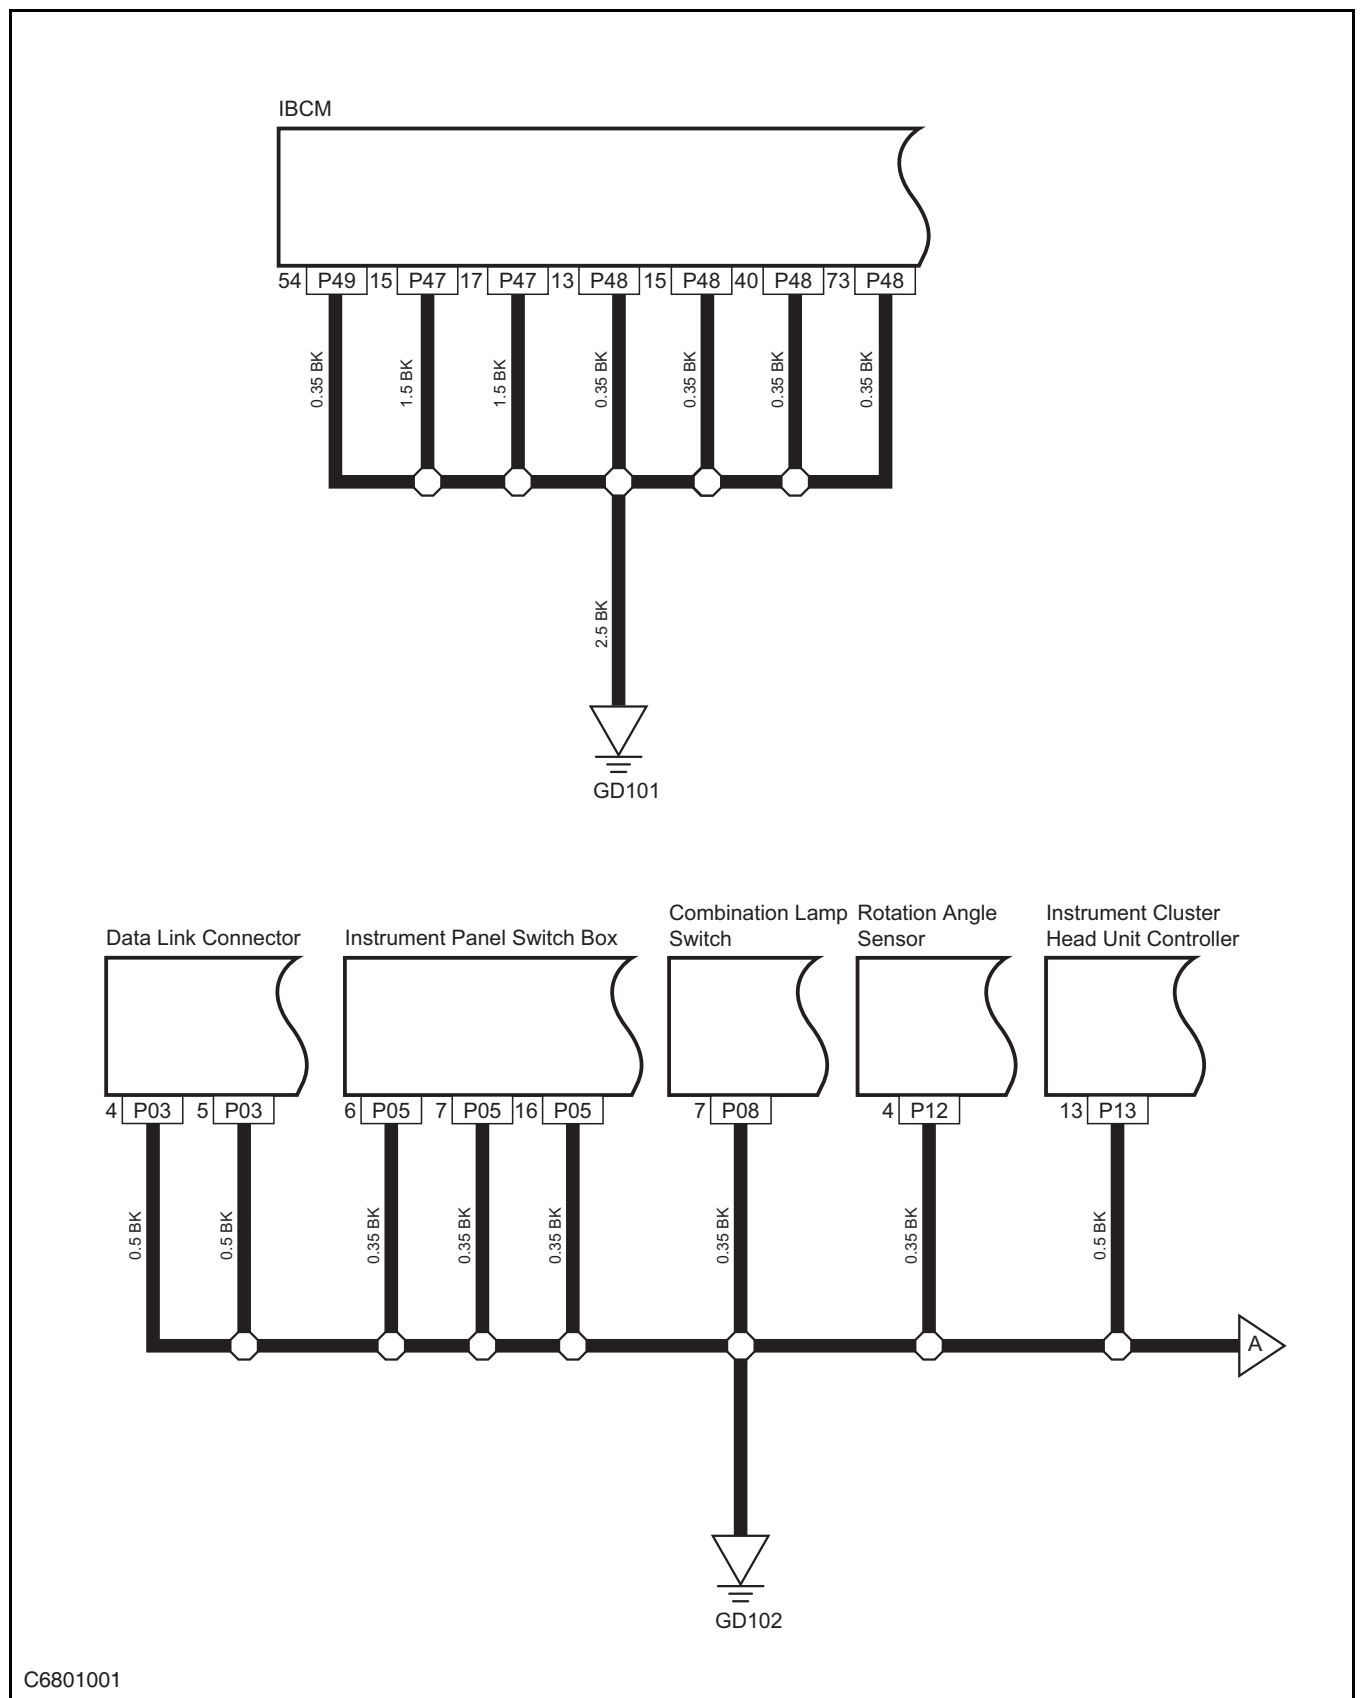 IBCM
54 P49 15 P47 17 P47 13 P48 15 P48 40 P48 73 P48
0.35 BK 1.5 BK 1.5 BK 0.35 BK 0.35 BK 0.35 BK 0.35 BK
2.5 BK
GD101
Data Link Connector
Instrument Panel Switch Box
Combination Lamp
Switch
Rotation Angle
Sensor
Instrument Cluster
Head Unit Controller
4 P03 5 P03 6 P05 7 P05 16 P05 7 P08 4 P12 13 P13
0.5 BK 0.5 BK 0.35 BK 0.35 BK 0.35 BK 0.35 BK 0.35 BK 0.5 BK
A
GD102
C6801001